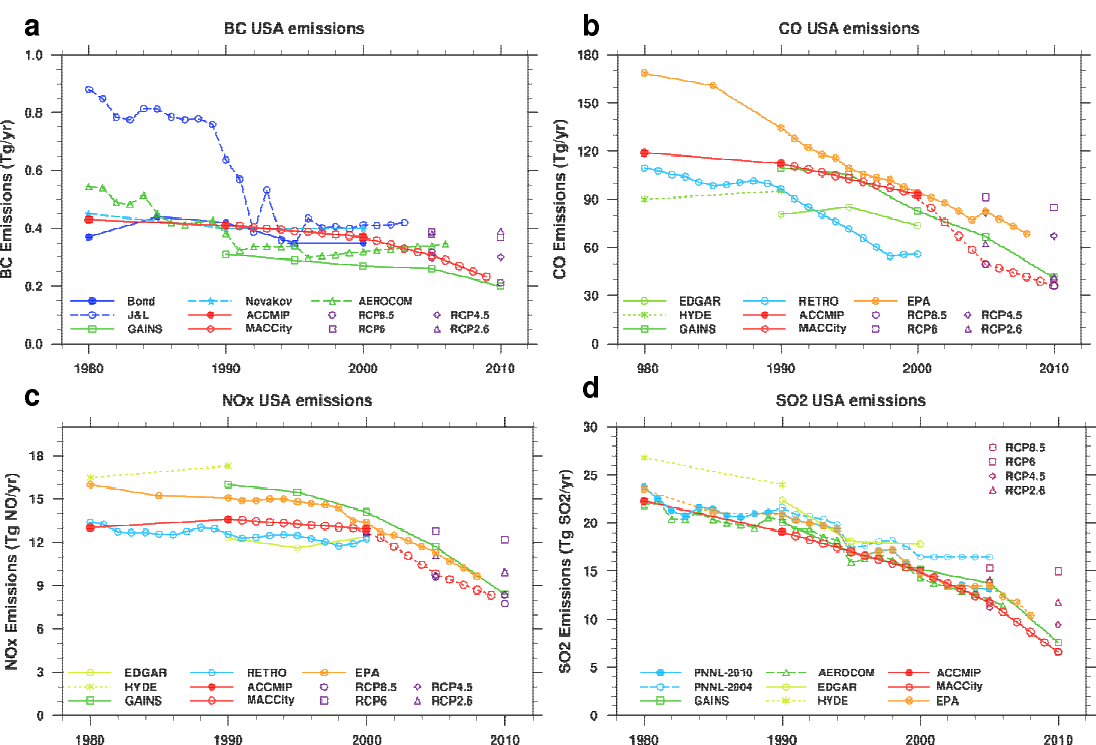 a
BC USA emissions
BC Emissions (Tg/yr)
1.0
0.8
0.6
0.4
0.2
0.0
Bond
Novakov
AEROCOM
J&L
ACCMIP
RCP8.5
RCP4.5
GAINS
MACCity
RCP6
RCP2.6
1980
1990
2000
2010
b
CO USA emissions
CO Emissions (Tg/yr)
180
150
120
90
60
30
0
EDGAR
RETRO
EPA
HYDE
ACCMIP
RCP8.5
RCP4.5
GAINS
MACCity
RCP6
RCP2.6
980
1990
2000
2010
c
NOx USA emissions
NOx Emissions (Tg NO/yr)
18
15
12
9
6
3
0
EDGAR
RETRO
EPA
HYDE
ACCMIP
RCP8.5
RCP4.5
GAINS
MACCity
RCP6
RCP2.6
1980
1990
2000
2010
d
SO2 USA emissions
SO2 Emissions (Tg SO2/yr)
30
25
20
15
10
5
0
RCP8.5
RCP6
RCP4.5
RCP2.6
PNNL-2010
AEROCOM
ACCMIP
PNNL-2004
EDGAR
MACCity
GAINS
HYDE
EPA
1980
1990
2000
2010